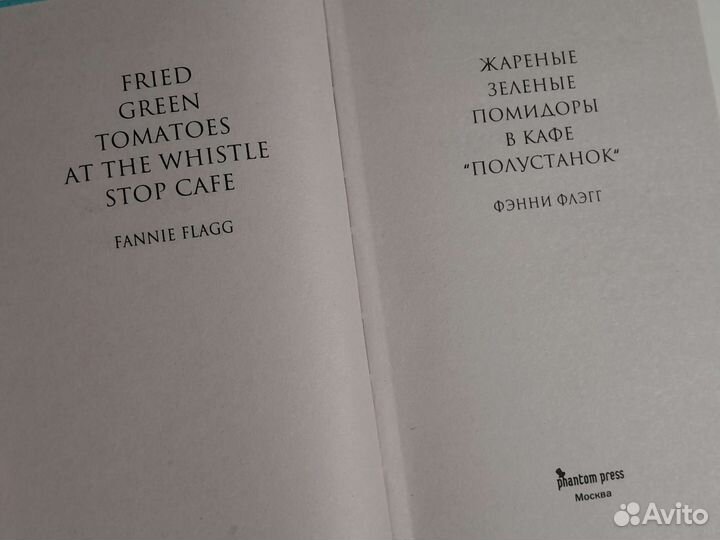 FRIED
GREEN
TOMATOES
AT THE WHISTLE
STOP CAFE
FANNIE FLAGG
ЖАРЕНЫЕ
ЗЕЛЕНЫЕ
ПОМИДОРЫ
В КАФЕ
"ПОЛУСТАНОК"
ФЭННИ ФЛЭГГ
phantom press
Москва
Avito